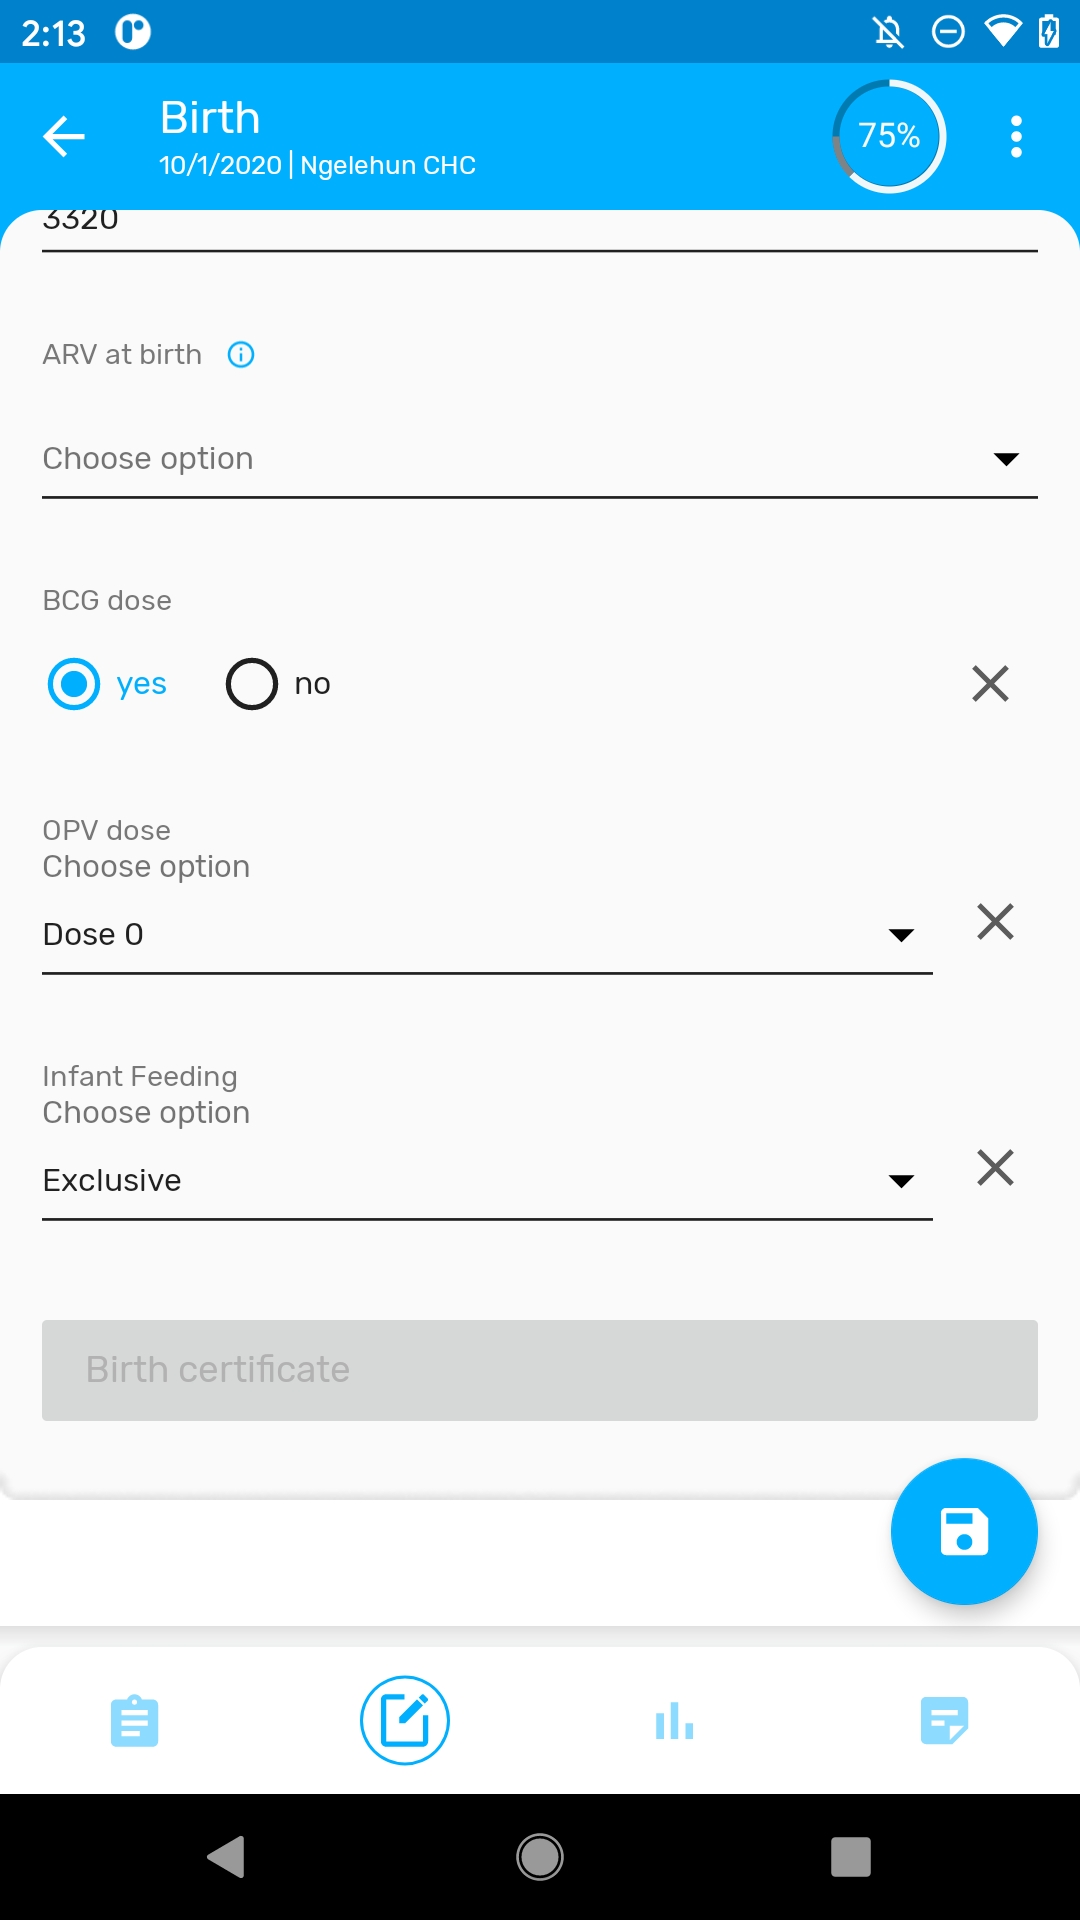 2:13
Birth
10/1/2020 | Ngelehun CHC
75%
3320
ARV at birth
Choose option
BCG dose
yes
no
OPV dose
Choose option
Dose 0
Infant Feeding
Choose option
Exclusive
Birth certificate